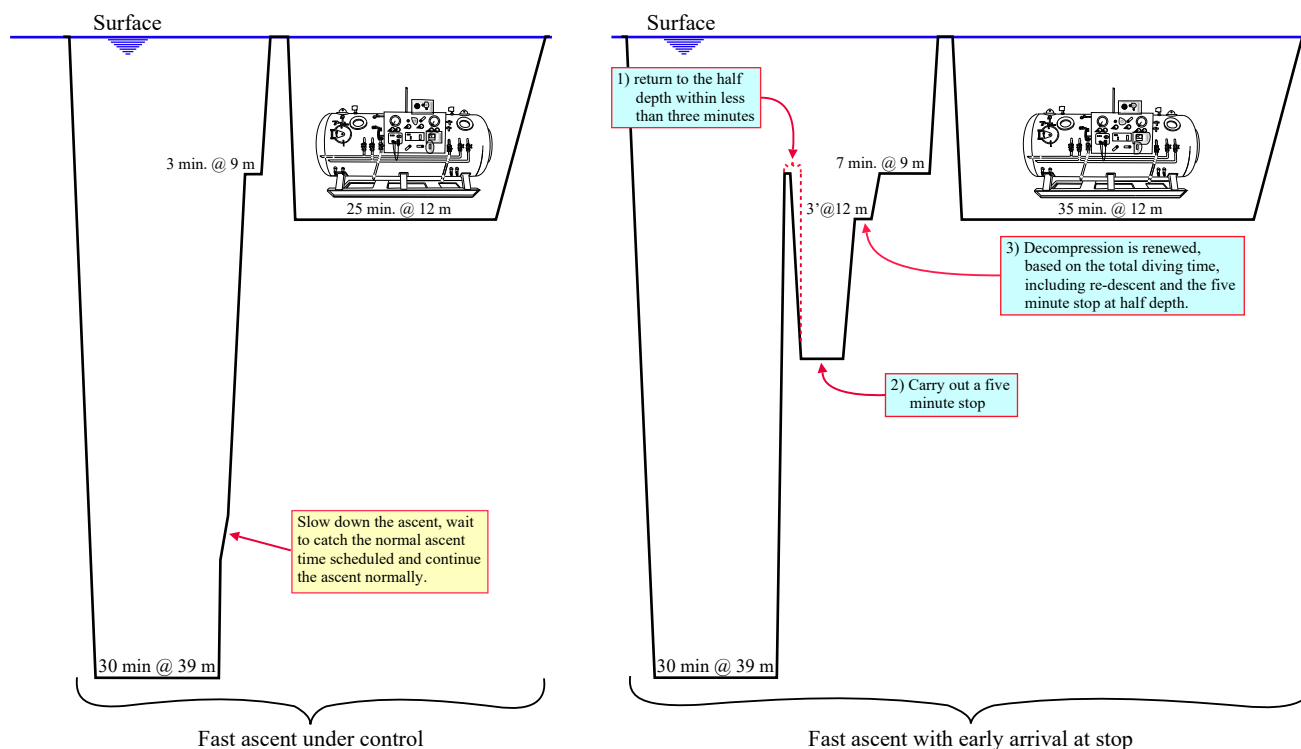 Surface
3 min. @ 9 m
25 min. @ 12 m
Slow down the ascent, wait
to catch the normal ascent
time scheduled and continue
the ascent normally.
30 min @ 39 m
Fast ascent under control
Surface
1) return to the half
depth within less
than three minutes
7 min. @ 9 m
3’@12 m
35 min. @ 12 m
3) Decompression is renewed,
based on the total diving time,
including re-descent and the five
minute stop at half depth.
2) Carry out a five
minute stop
30 min @ 39 m
Fast ascent with early arrival at stop